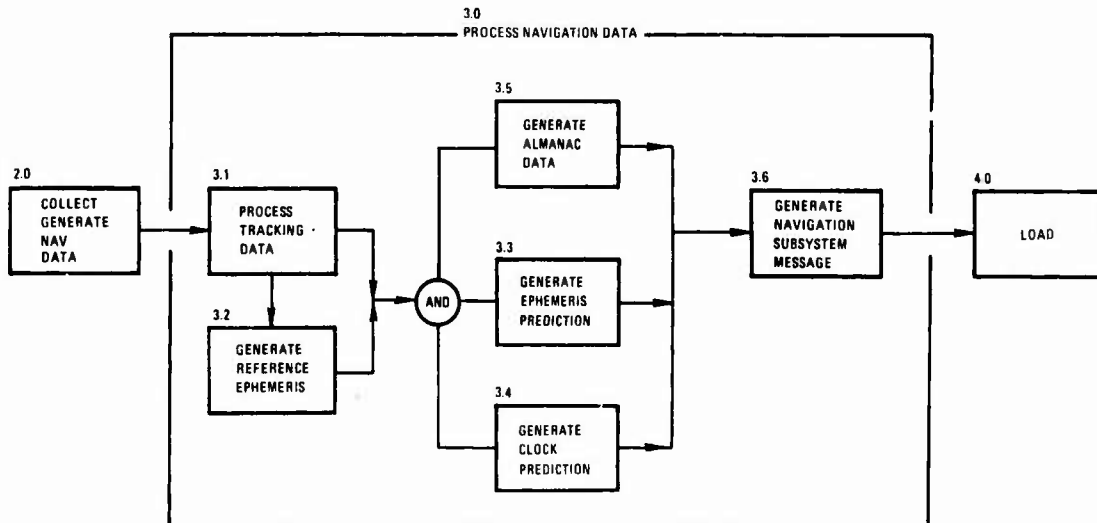 3.0
PROCESS NAVIGATION DATA
3.5
GENERATE
ALMANAC
DATA
2.0
COLLECT
GENERATE
NAV
DATA
3.1
PROCESS
TRACKING
DATA
3.6
GENERATE
NAVIGATION
SUBSYSTEM
MESSAGE
4.0
LOAD
3.3
GENERATE
EPHEMERIS
PREDICTION
AND
3.2
GENERATE
REFERENCE
EPHEMERIS
3.4
GENERATE
CLOCK
PREDICTION